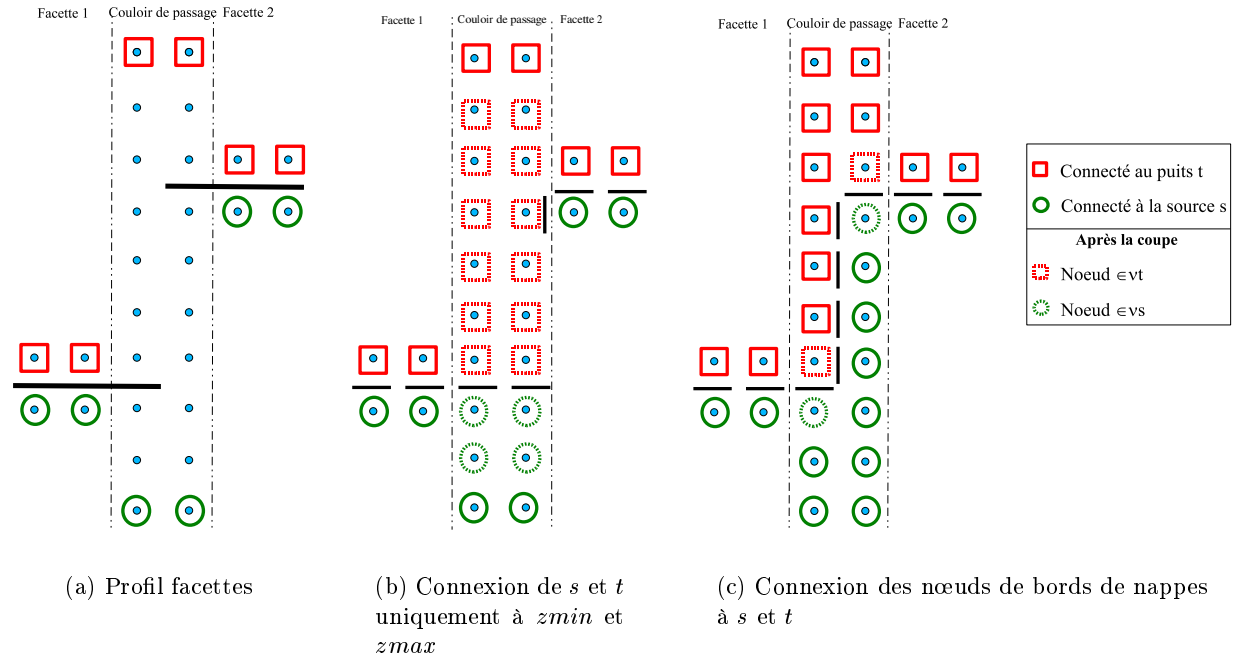 Facette 1
Couloir de passage
Facette 2
Facette 1
Couloir de passage
Facette 2
Facette 1
Couloir de passage
Facette 2
Connecté au puits t
Connecté à la source s
Après la coupe
Noeud ∈νt
Noeud ∈νs
(a) Profil facettes
(b) Connexion de s et t
uniquement à zmin et
zmax
(c) Connexion des nœuds de bords de nappes
à s et t